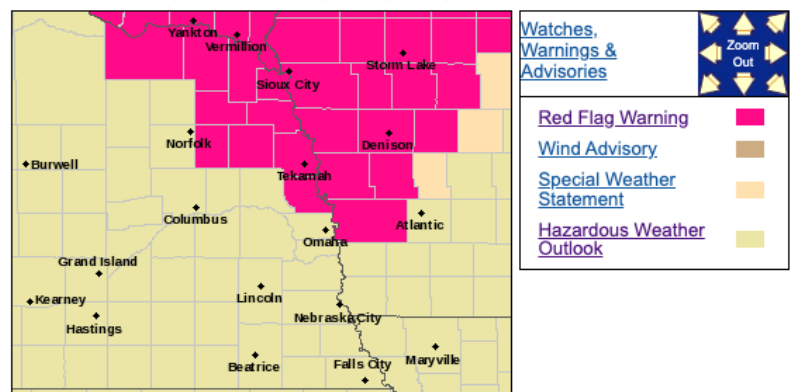 Yankton
Vermillion
Storm Lake
Sioux City
Norfolk
Denison
Burwell
Tekamah
Columbus
Atlantic
Omaha
Grand Island
Kearney
Lincoln
Nebraska City
Hastings
Beatrice
Falls City
Maryville
Watches,
Warnings &
Advisories
Zoom
Out
Red Flag Warning
Wind Advisory
Special Weather
Statement
Hazardous Weather
Outlook